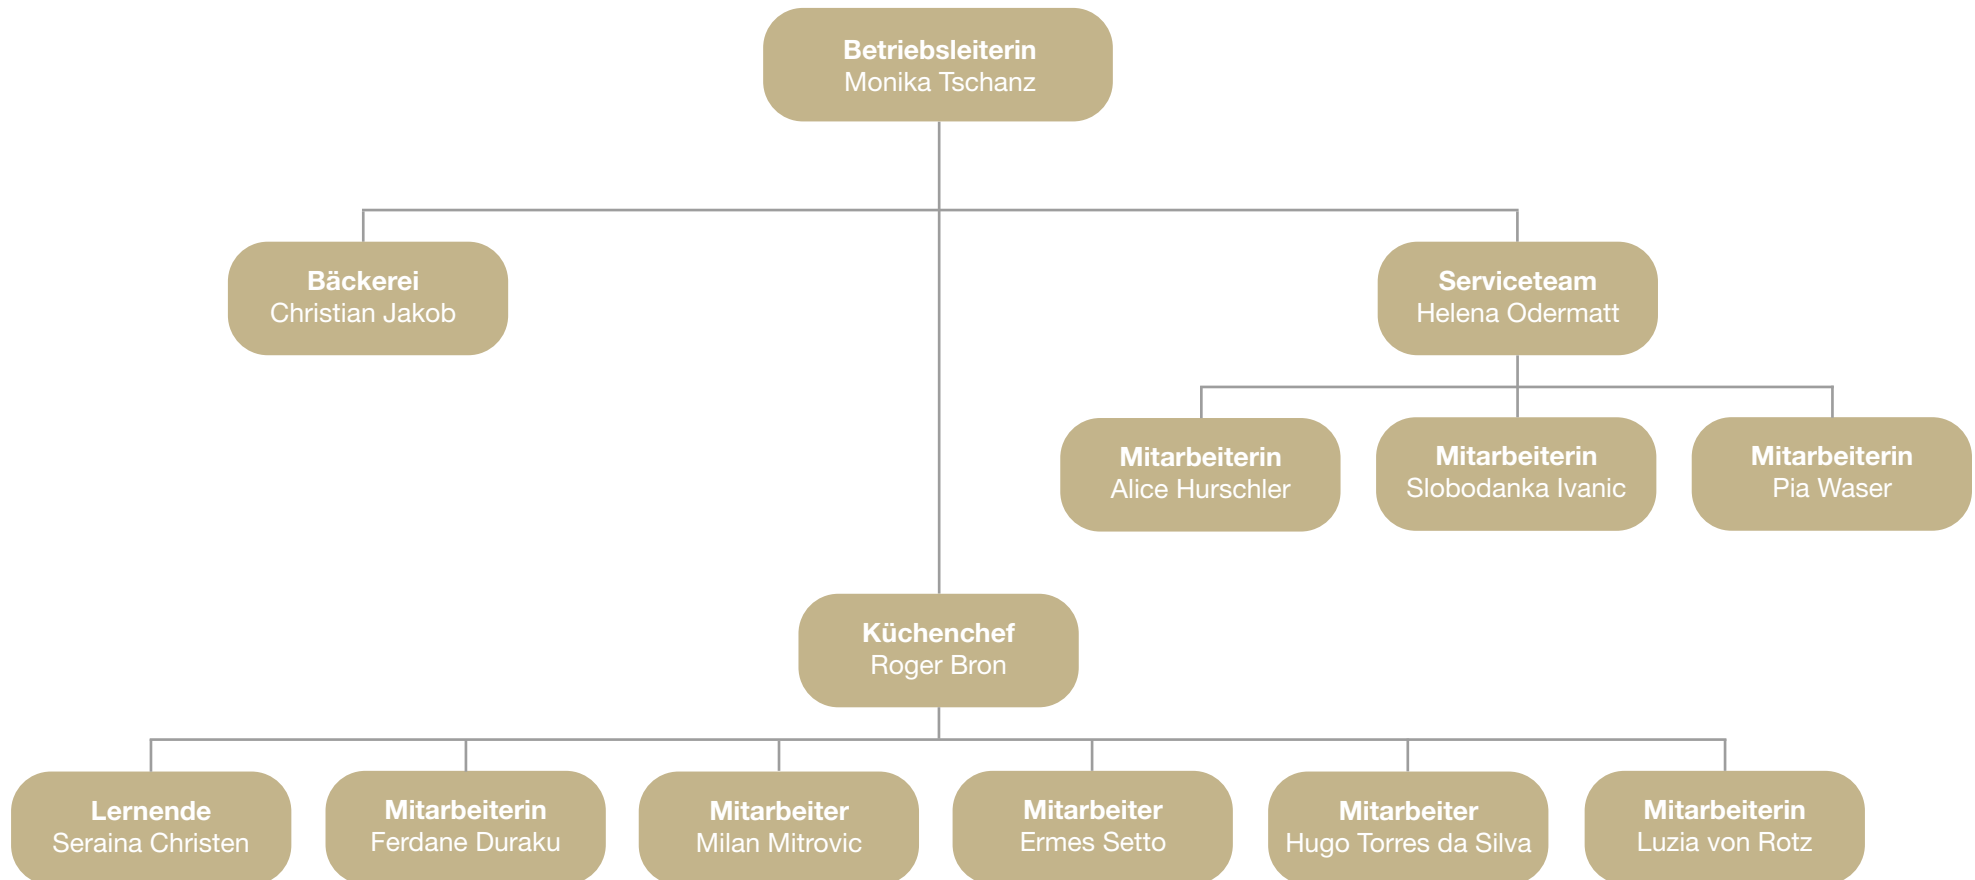 Betriebsleiterin
Monika Tschanz
Bäckerei
Christian Jakob
Serviceteam
Helena Odermatt
Mitarbeiterin
Alice Hurschler
Mitarbeiterin
Slobodanka Ivanic
Mitarbeiterin
Pia Waser
Küchenchef
Roger Bron
Lernende
Seraina Christen
Mitarbeiterin
Ferdane Duraku
Mitarbeiter
Milan Mitrovic
Mitarbeiter
Ermes Setto
Mitarbeiter
Hugo Torres da Silva
Mitarbeiterin
Luzia von Rotz